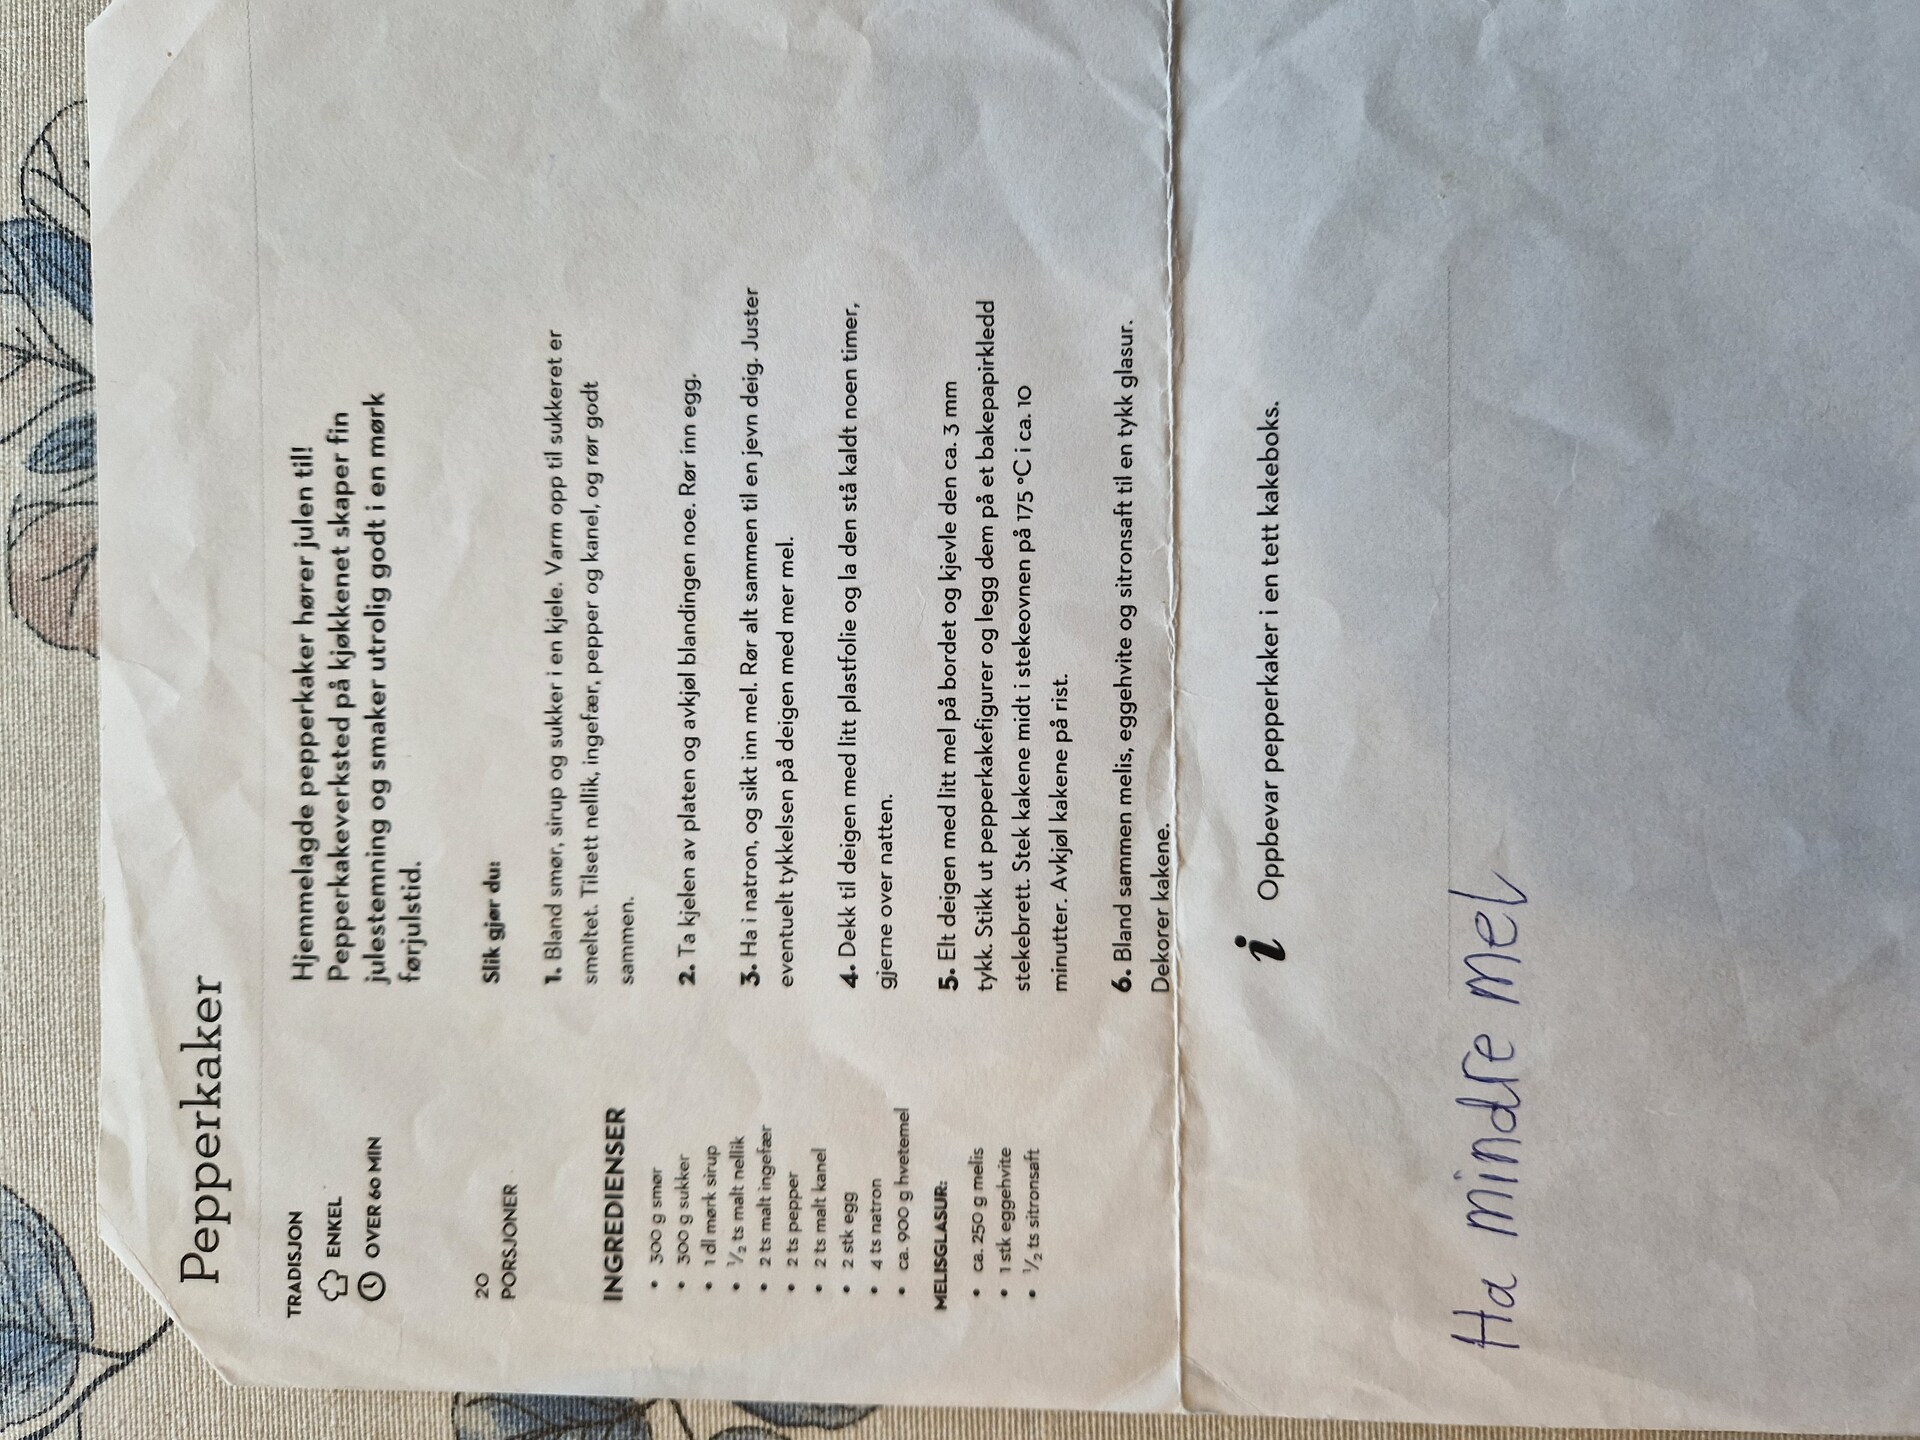 Pepperkaker
TRADISJON
ENKEL
OVER 60 MIN
20
PORSJONER
INGREDIENSER
• 300 g smør
• 300 g sukker
• 1 dl mørk sirup
• ½ ts malt nellik
• 2 ts malt ingefær
• 2 ts pepper
• 2 ts malt kanel
• 2 stk egg
• 4 ts natron
• ca. 900 g hvetemel
MELISGLASUR:
• ca. 250 g melis
• 1 stk eggehvite
• ½ ts sitronsaft
Hjemmelagde pepperkaker hører julen til!
Pepperkakeverksted på kjøkkenet skaper fin
julestemning og smaker utrolig godt i en mørk
førjulstid.
Slik gjør du:
1. Bland smør, sirup og sukker i en kjele. Varm opp til sukkeret er
smeltet. Tilsett nellik, ingefær, pepper og kanel, og rør godt
sammen.
2. Ta kjelen av platen og avkjøl blandingen noe. Rør inn egg.
3. Ha i natron, og sikt inn mel. Rør alt sammen til en jevn deig. Juster
eventuelt tykkelsen på deigen med mer mel.
4. Dekk til deigen med litt plastfolie og la den stå kaldt noen timer,
gjerne over natten.
5. Elt deigen med litt mel på bordet og kjevle den ca. 3 mm
tykk. Stikk ut pepperkakefigurer og legg dem på et bakepapirkledd
stekebrett. Stek kakene midt i stekeovnen på 175 °C i ca. 10
minutter. Avkjøl kakene på rist.
6. Bland sammen melis, eggehvite og sitronsaft til en tykk glasur.
Dekorer kakene.
i Oppbevar pepperkaker i en tett kakeboks.
Ha mindre mel